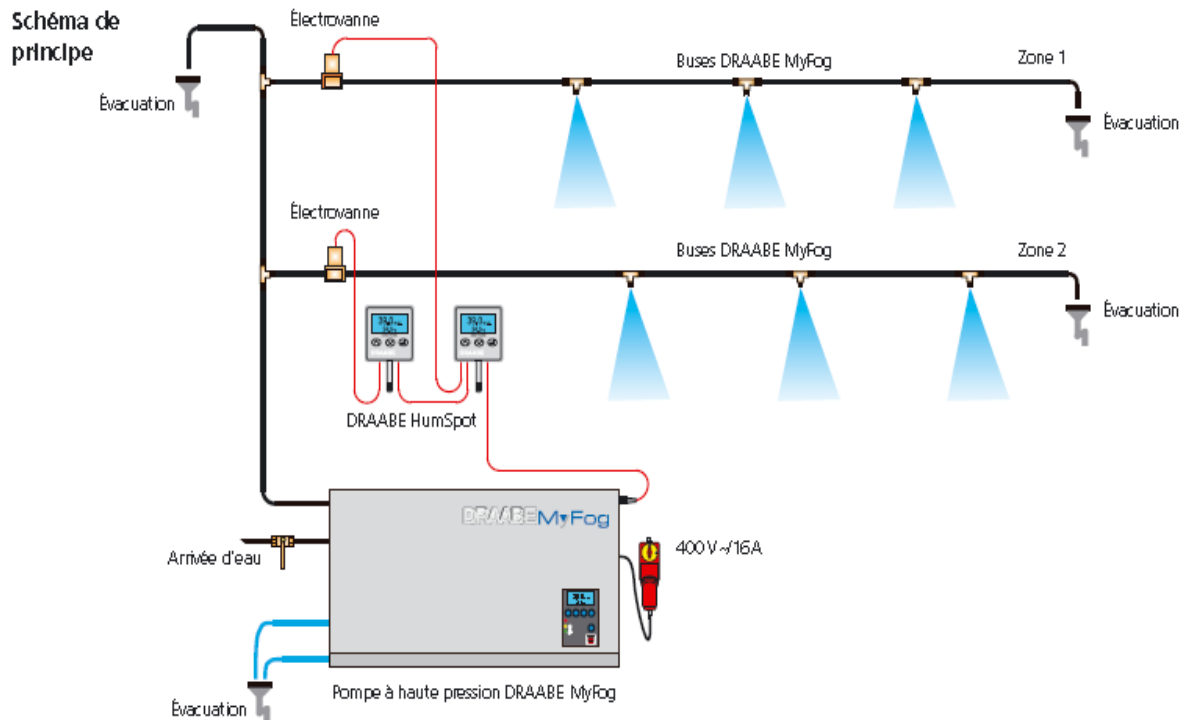 Schéma de
principe
Électrovanne
Buses DRAABE MyFog
Zone 1
Évacuation
Évacuation
Électrovanne
Buses DRAABE MyFog
Zone 2
Évacuation
DRAABE HumSpot
DRAABE MyFog
Arrivée d'eau
400 V ~/16A
Pompe à haute pression DRAABE MyFog
Évacuation